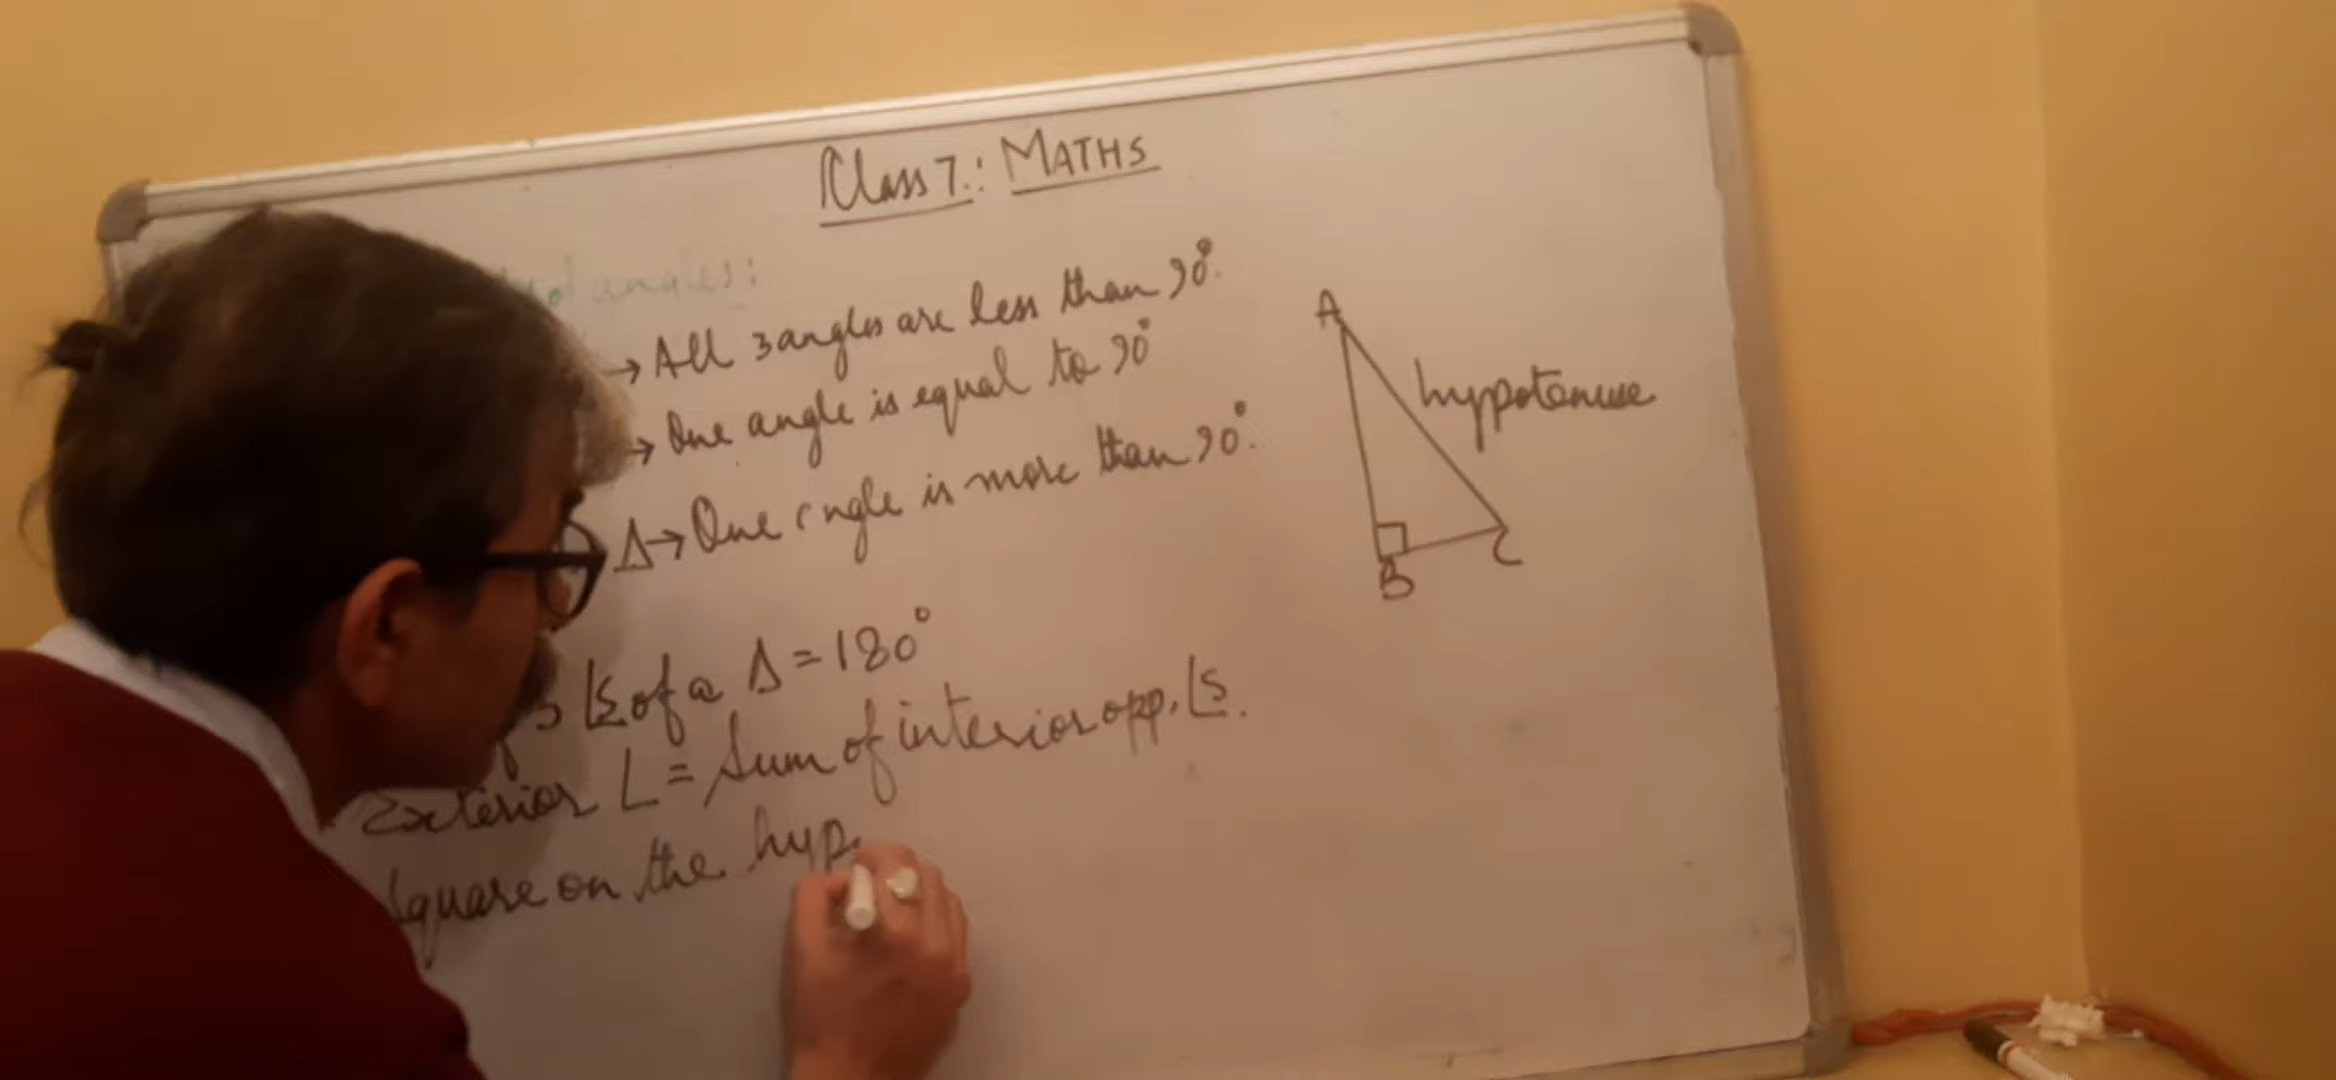 Class 7.: MATHS
angles:
→ All 3 angles are less than 90°.
→ One angle is equal to 90°
Δ → One angle is more than 90°.
∠s of a Δ = 180°
Exterior ∠ = Sum of interior opp. ∠s.
Square on the hyp
A
hypotenuse
B
C